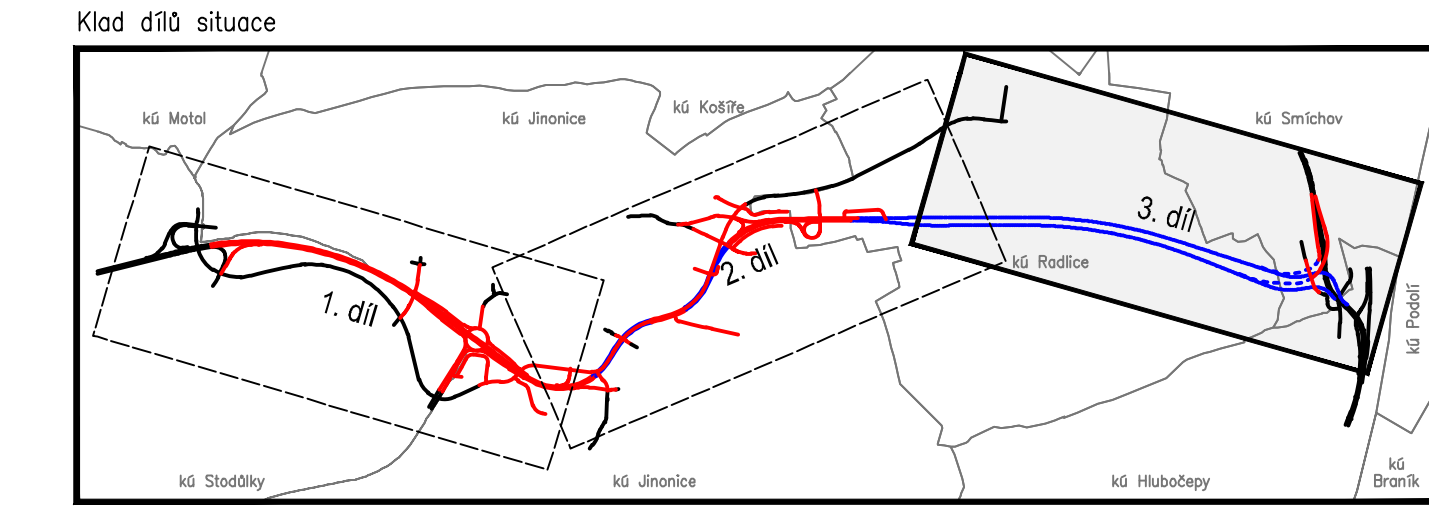 Klad dílů situace
kú Motol
kú Jinonice
kú Košíře
kú Smíchov
3. díl
2. díl
kú Radlice
1. díl
kú Podolí
kú Stodůlky
kú Jinonice
kú Hlubočepy
kú
Braník